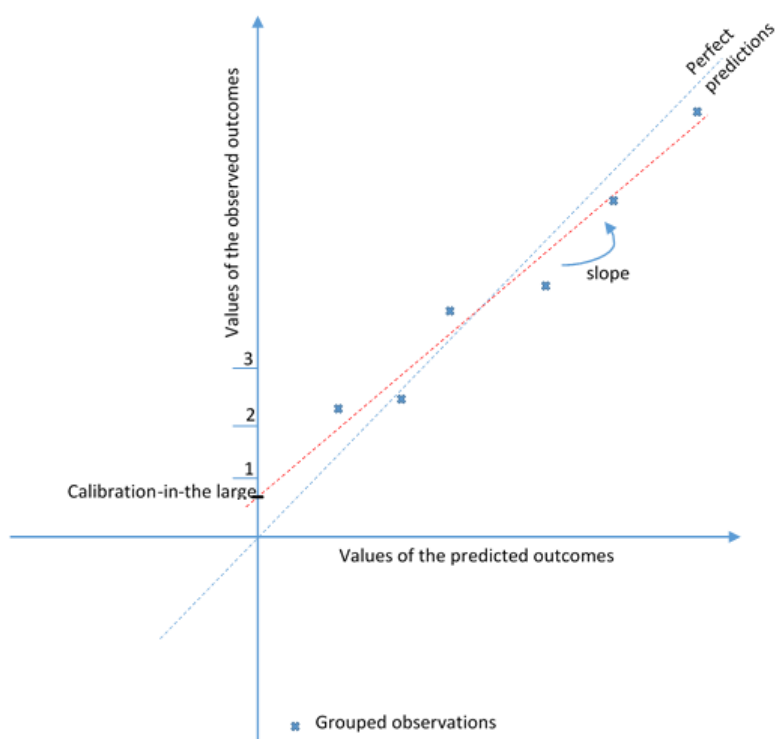 Perfect
predictions
Values of the observed outcomes
slope
3
2
1
Calibration-in-the large
Values of the predicted outcomes
Grouped observations